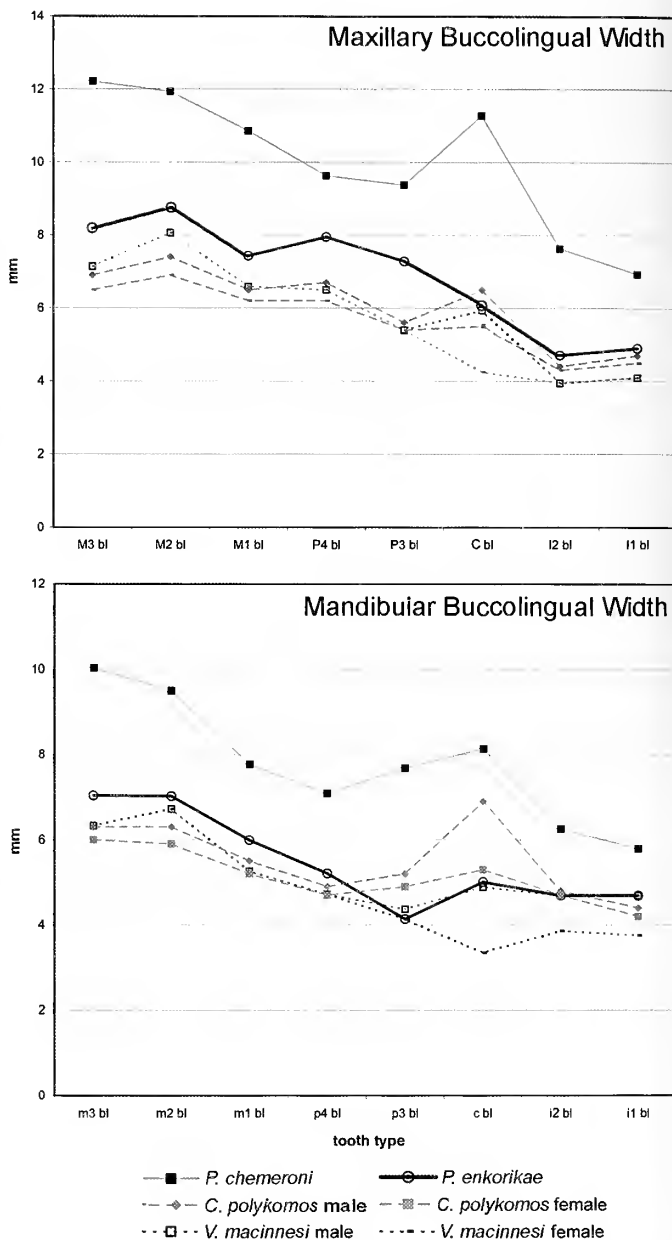 Maxillary Buccolingual Width
14
12
10
8
6
4
2
0
mm
M3 bl M2 bl M1 bl P4 bl P3 bl C bl I2 bl I1 bl
Mandibular Buccolingual Width
12
10
8
6
4
2
0
mm
m3 bl m2 bl m1 bl p4 bl p3 bl c bl i2 bl i1 bl
tooth type
P. chemeroni P. enkorikae
C. polykomos male C. polykomos female
V. macinnesi male V. macinnesi female